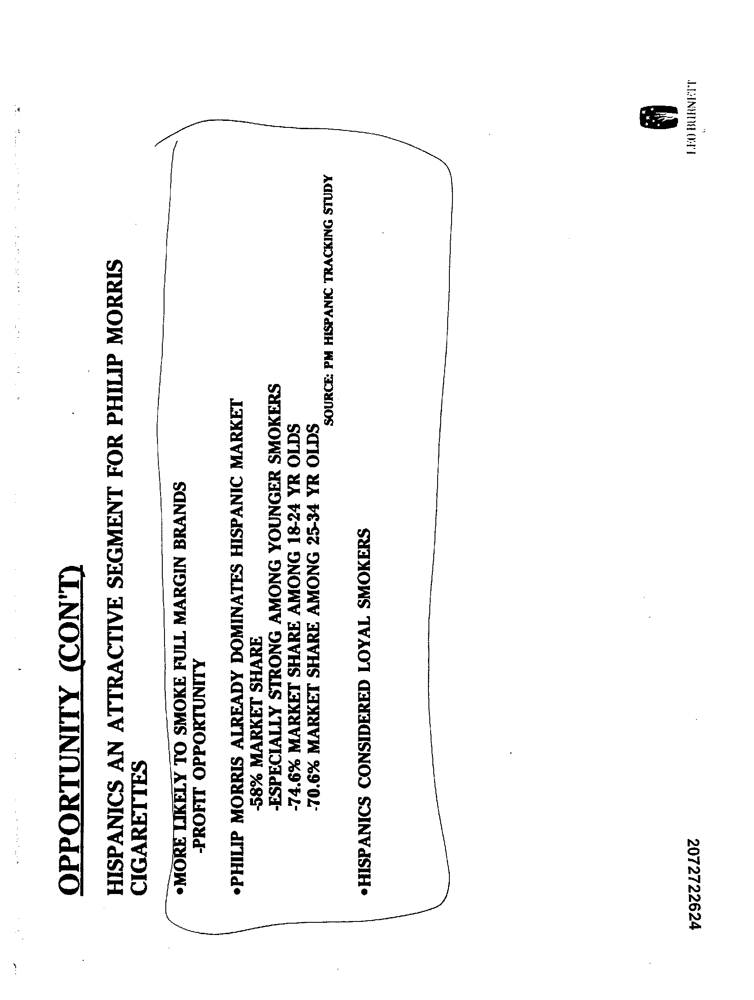 OPPORTUNITY (CON'T)
HISPANICS AN ATTRACTIVE SEGMENT FOR PHILIP MORRIS
CIGARETTES
•MORE LIKELY TO SMOKE FULL MARGIN BRANDS
-PROFIT OPPORTUNITY
•PHILIP MORRIS ALREADY DOMINATES HISPANIC MARKET
-58% MARKET SHARE
-ESPECIALLY STRONG AMONG YOUNGER SMOKERS
-74.6% MARKET SHARE AMONG 18-24 YR OLDS
-70.6% MARKET SHARE AMONG 25-34 YR OLDS
SOURCE: PM HISPANIC TRACKING STUDY
•HISPANICS CONSIDERED LOYAL SMOKERS
LEO BURNETT
2072722624